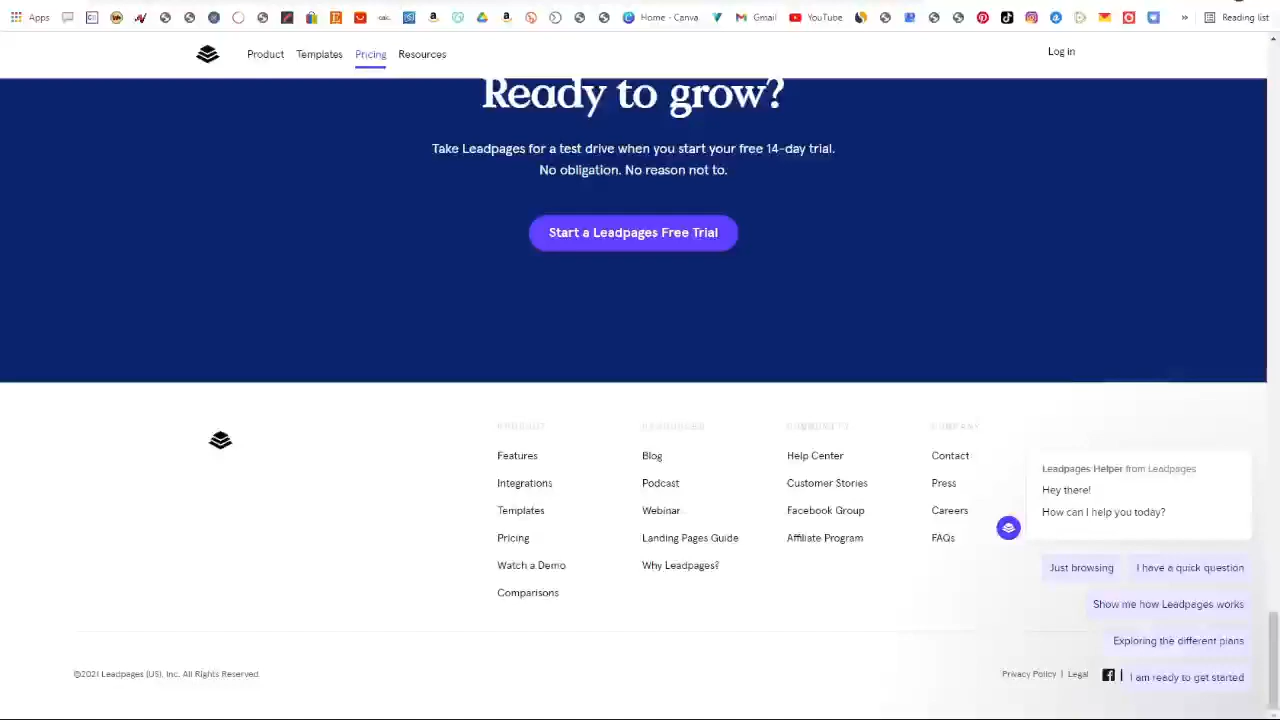 Apps
Home - Canva
Gmail
YouTube
Reading list
Product
Templates
Pricing
Resources
Log in
Ready to grow?
Take Leadpages for a test drive when you start your free 14-day trial.
No obligation. No reason not to.
Start a Leadpages Free Trial
PRODUCT
Features
Integrations
Templates
Pricing
Watch a Demo
Comparisons
RESOURCES
Blog
Podcast
Webinar
Landing Pages Guide
Why Leadpages?
COMMUNITY
Help Center
Customer Stories
Facebook Group
Affiliate Program
COMPANY
Contact
Press
Careers
FAQs
Leadpages Helper from Leadpages
Hey there!
How can I help you today?
Just browsing
I have a quick question
Show me how Leadpages works
Exploring the different plans
I am ready to get started
©2021 Leadpages (US), Inc. All Rights Reserved
Privacy Policy | Legal